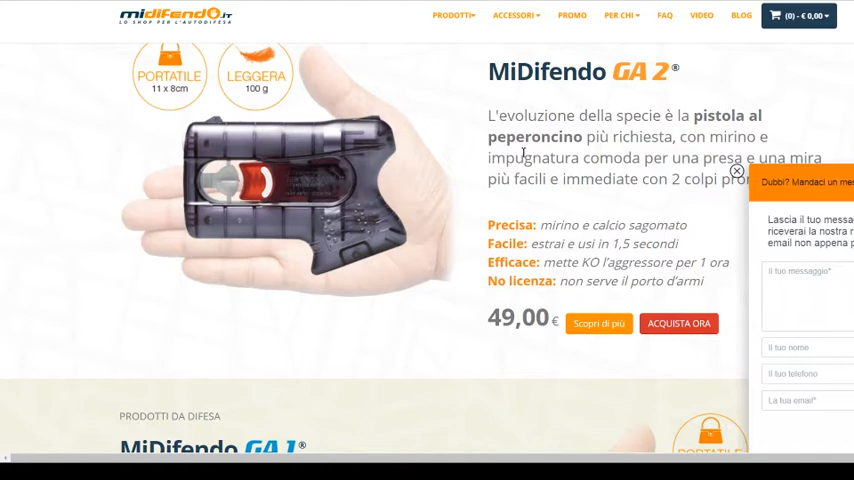 midifendo.IT
LO SHOP PER L'AUTODIFESA
PRODOTTI
ACCESSORI
PROMO
PER CHI
FAQ
VIDEO
BLOG
(0) - € 0,00
PORTATILE
11 x 8cm
LEGGERA
100 g
MiDifendo GA 2 ®
L'evoluzione della specie è la pistola al
peperoncino più richiesta, con mirino e
impugnatura comoda per una presa e una mira
più facili e immediate con 2 colpi
Precisa: mirino e calcio sagomato
Facile: estrai e usi in 1,5 secondi
Efficace: mette KO l'aggressore per 1 ora
No licenza: non serve il porto d'armi
49,00 €
Scopri di più
ACQUISTA ORA
Dubbi? Mandaci un mes
Lascia il tuo messa
riceverai la nostra r
email non appena p
Il tuo messaggio*
Il tuo nome
Il tuo telefono
La tua email*
PRODOTTI DA DIFESA
MiDifendo GA 1 ®
PORTATILE